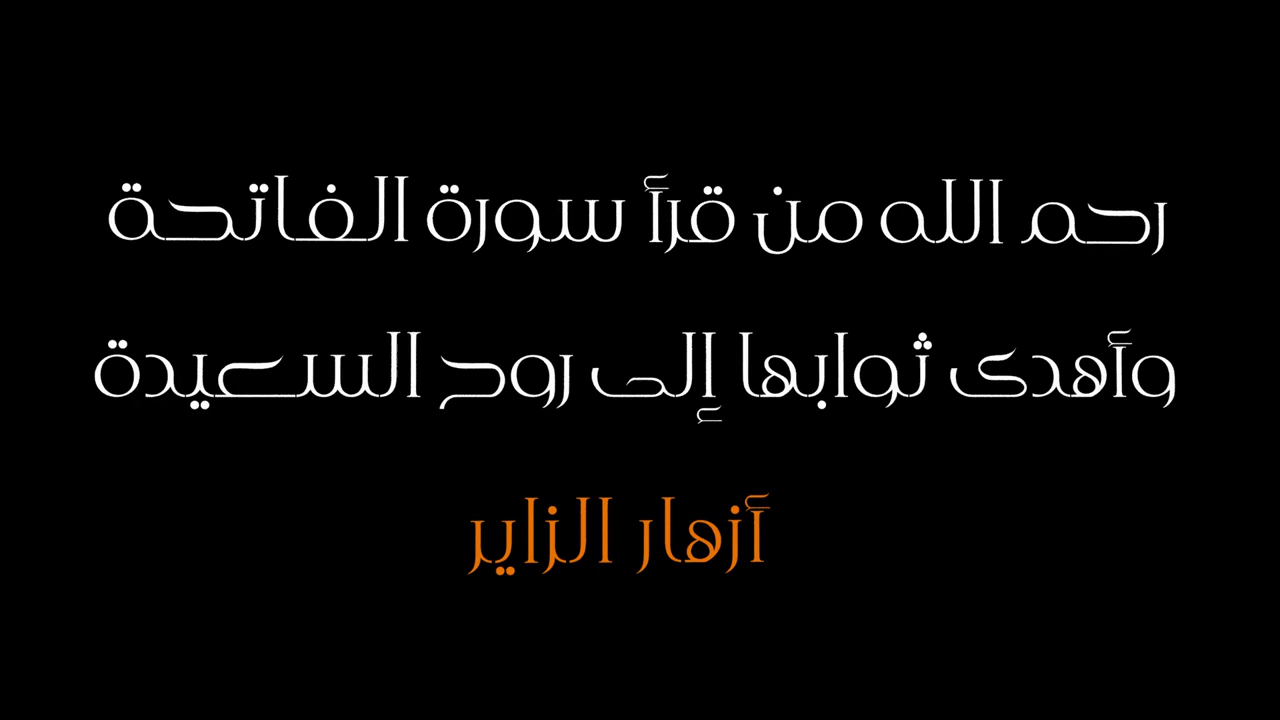 رحم الله من قرأ سورة الفاتحة
وأهدى ثوابها إلى روح السعيدة
أزهار الزاير